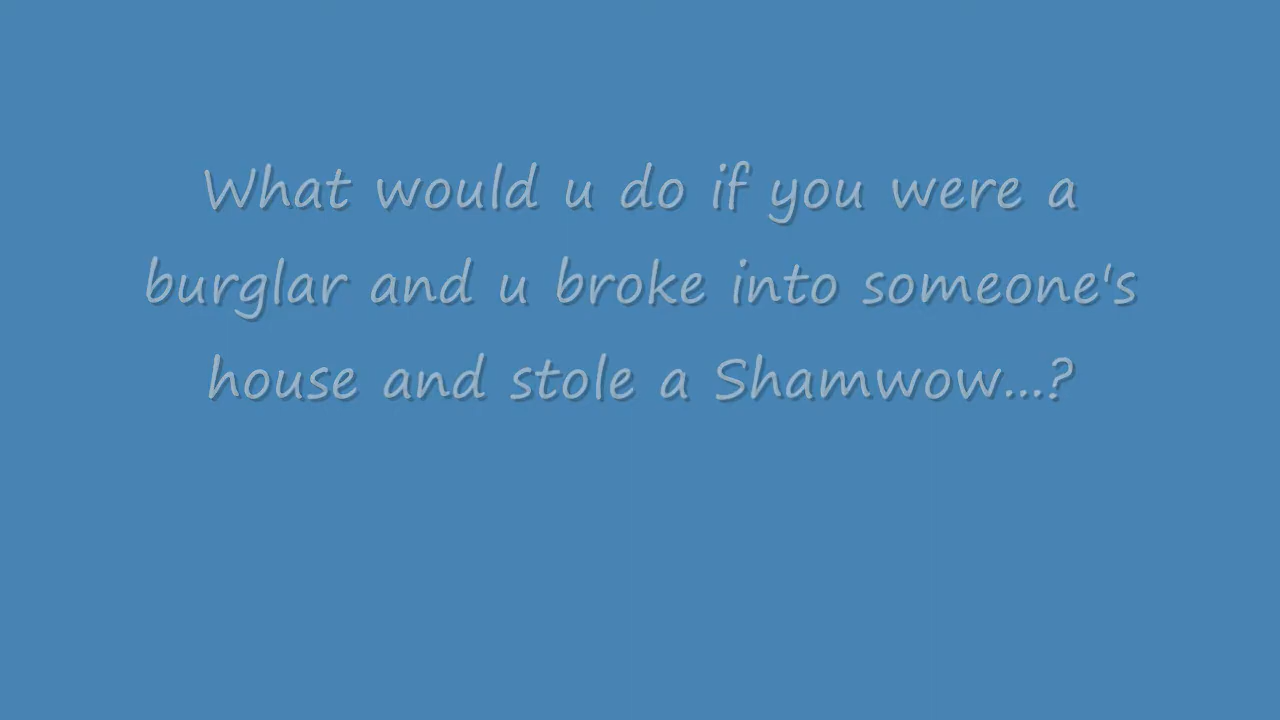 What would u do if you were a
burglar and u broke into someone's
house and stole a Shamwow...?